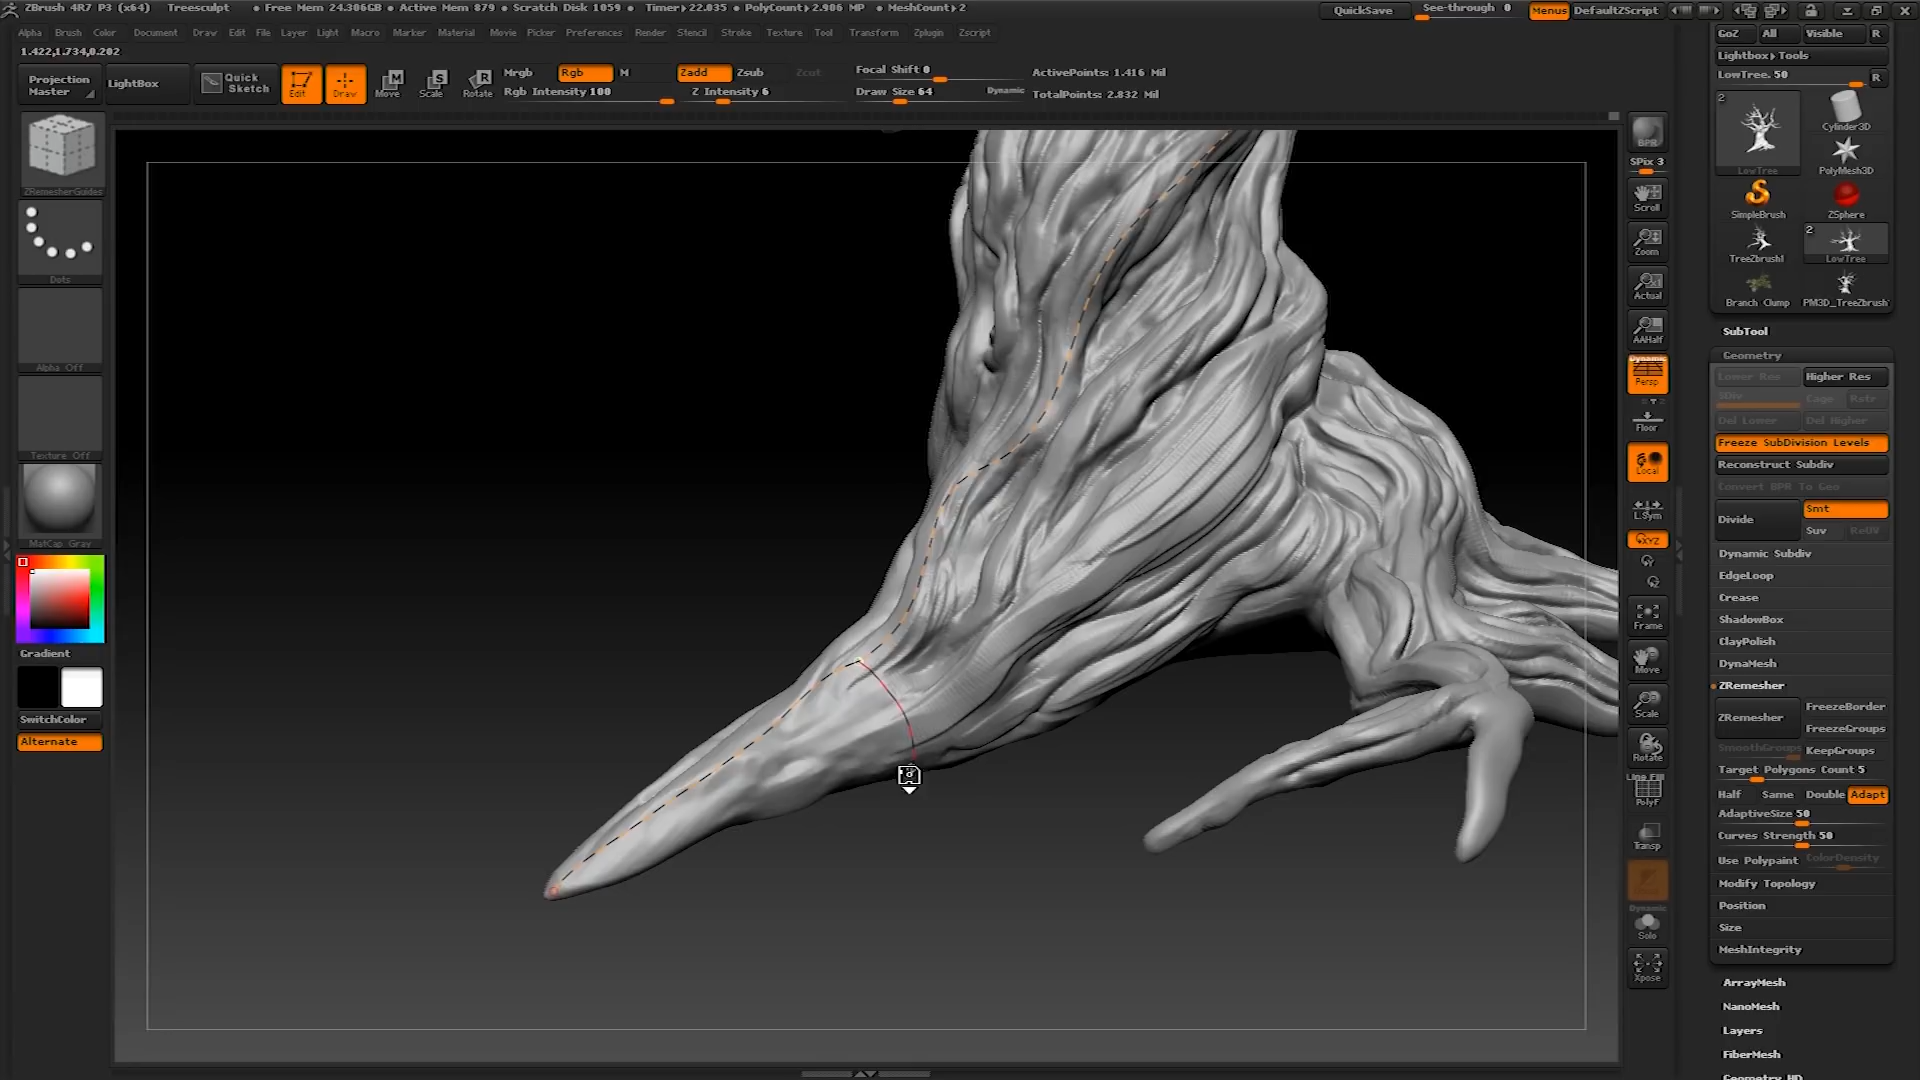 ZBrush 4R7 P3 (x64) Treesculpt • Free Mem 24.306GB • Active Mem 879 • Scratch Disk 1059 • Timer▸22.035 • PolyCount▸2.906 MP • MeshCount▸2 QuickSave See-through 0 Menus DefaultZScript
Alpha Brush Color Document Draw Edit File Layer Light Macro Marker Material Movie Picker Preferences Render Stencil Stroke Texture Tool Transform Zplugin Zscript
1.422,1.734,0.202
Projection Master
LightBox
Quick Sketch
Edit
Draw
Move
Scale
Rotate
Mrgb Rgb M
Rgb Intensity 100
Zadd Zsub Zcut
Z Intensity 6
Focal Shift 0
Draw Size 64 Dynamic
ActivePoints: 1.416 Mil
TotalPoints: 2.832 Mil
ZRemesherGuides
Dots
Alpha Off
Texture Off
MatCap Gray
Gradient
SwitchColor
Alternate
BPR
SPix 3
Scroll
Zoom
Actual
AAHalf
Dynamic
Persp
Floor
Local
L.Sym
XYZ
Frame
Move
Scale
Rotate
Line Fill
PolyF
Transp
Dynamic
Solo
Xpose
GoZ All Visible R
Lightbox▸Tools
LowTree. 50 R
2
LowTree
Cylinder3D
PolyMesh3D
SimpleBrush
ZSphere
TreeZbrush1
2
LowTree
Branch Clump
PM3D_TreeZbrush
SubTool
Geometry
Lower Res Higher Res
SDiv Cage Rstr
Del Lower Del Higher
Freeze SubDivision Levels
Reconstruct Subdiv
Convert BPR To Geo
Divide
Smt
Suv ReUV
Dynamic Subdiv
EdgeLoop
Crease
ShadowBox
ClayPolish
DynaMesh
ZRemesher
ZRemesher
FreezeBorder
FreezeGroups
SmoothGroups KeepGroups
Target Polygons Count 5
Half Same Double Adapt
AdaptiveSize 50
Curves Strength 50
Use Polypaint ColorDensity
Modify Topology
Position
Size
MeshIntegrity
ArrayMesh
NanoMesh
Layers
FiberMesh
Geometry HD